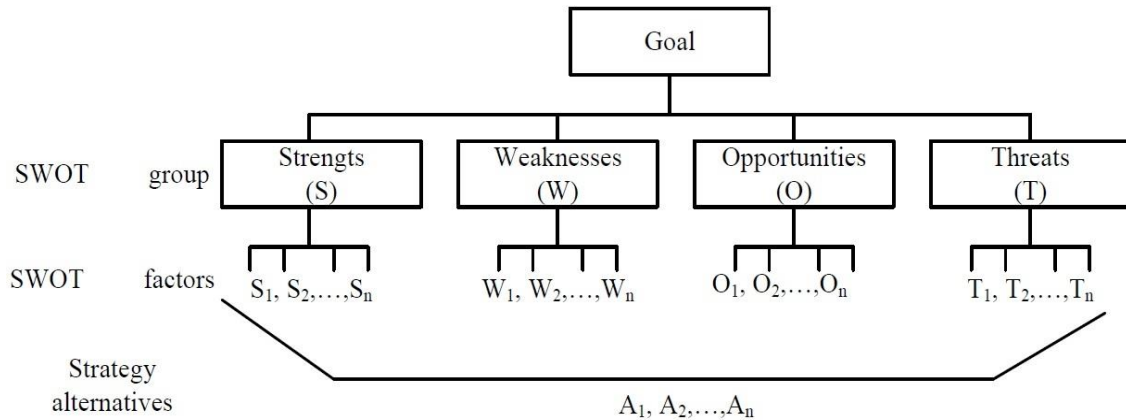 Goal
SWOT group
Strengts
(S)
Weaknesses
(W)
Opportunities
(O)
Threats
(T)
SWOT factors
S₁, S₂,…,Sₙ
W₁, W₂,…,Wₙ
O₁, O₂,…,Oₙ
T₁, T₂,…,Tₙ
Strategy
alternatives
A₁, A₂,…,Aₙ